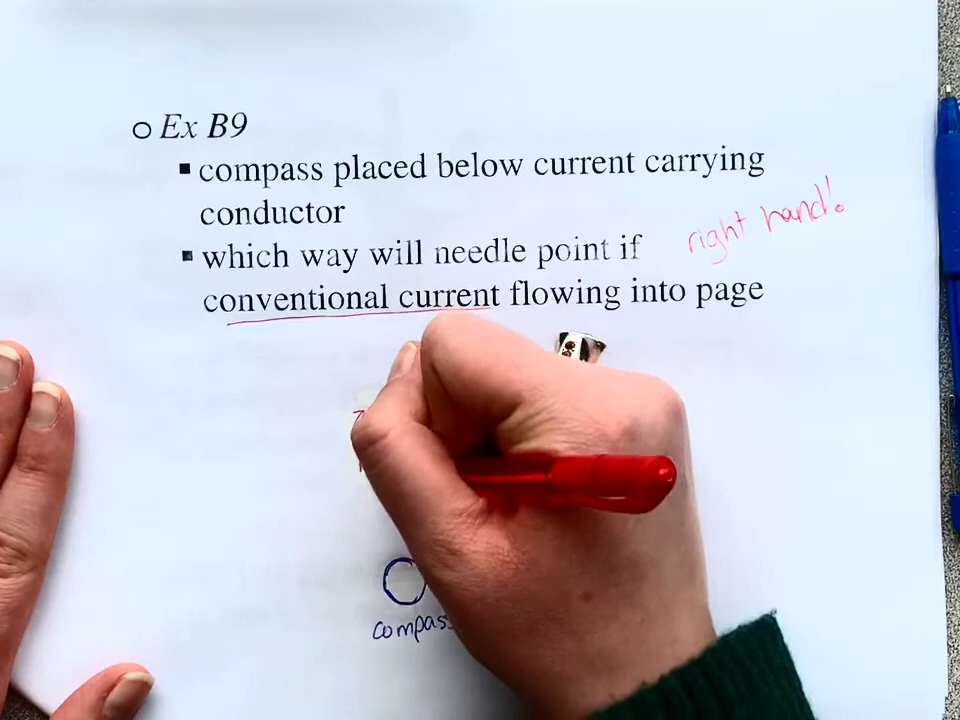 Ex B9
compass placed below current carrying
conductor
which way will needle point if
right hand!
conventional current flowing into page
compass